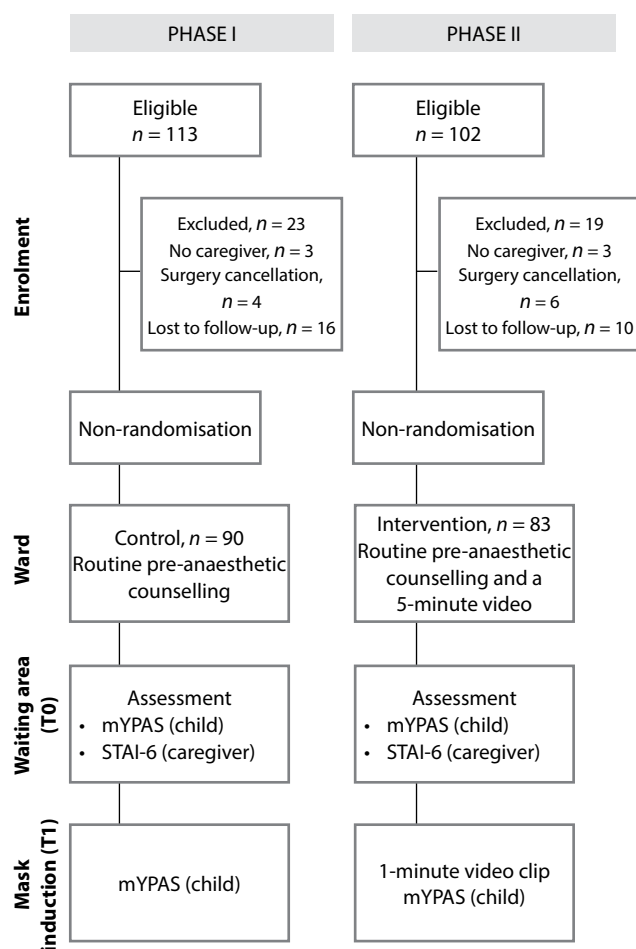 PHASE I
PHASE II
Enrolment
Eligible
n = 113
Eligible
n = 102
Excluded, n = 23
No caregiver, n = 3
Surgery cancellation,
n = 4
Lost to follow-up, n = 16
Excluded, n = 19
No caregiver, n = 3
Surgery cancellation,
n = 6
Lost to follow-up, n = 10
Non-randomisation
Non-randomisation
Ward
Control, n = 90
Routine pre-anaesthetic
counselling
Intervention, n = 83
Routine pre-anaesthetic
counselling and a
5-minute video
Waiting area
(T0)
Assessment
• mYPAS (child)
• STAI-6 (caregiver)
Assessment
• mYPAS (child)
• STAI-6 (caregiver)
Mask
induction (T1)
mYPAS (child)
1-minute video clip
mYPAS (child)